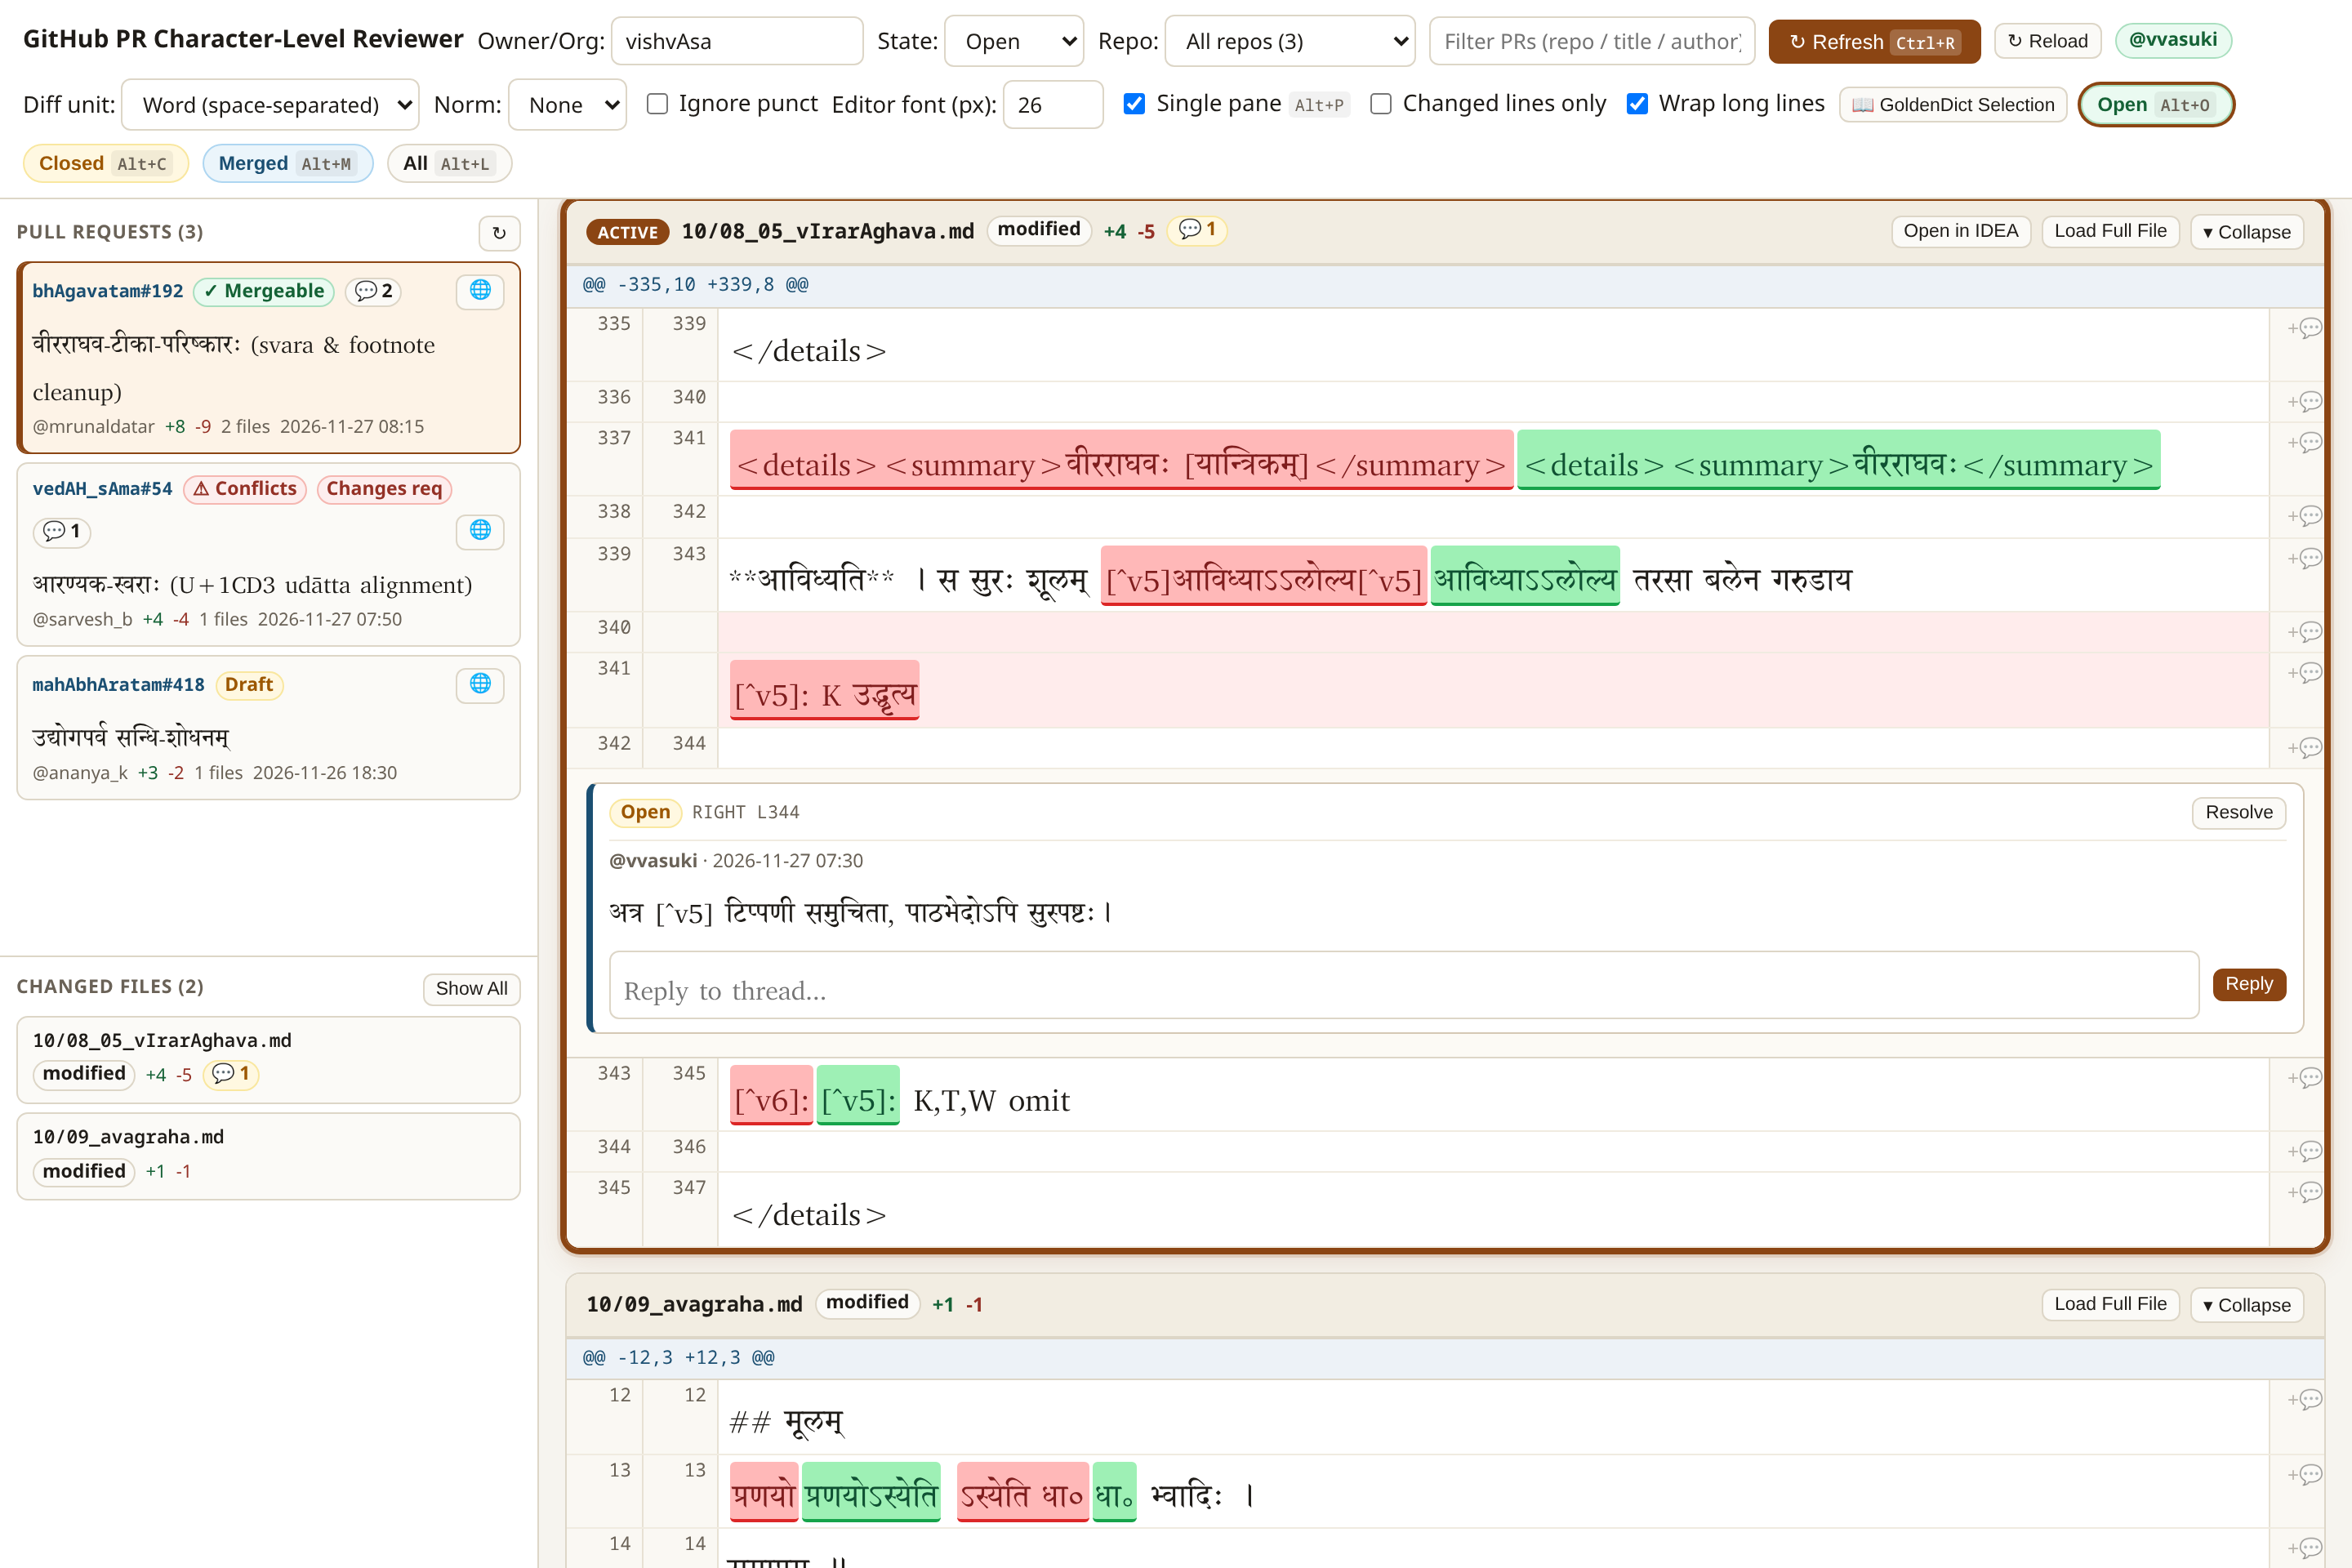 GitHub PR Character-Level Reviewer Owner/Org: vishvAsa State: Open Repo: All repos (3) Filter PRs (repo / title / author) ↻ Refresh Ctrl+R ↻ Reload @vvasuki
Diff unit: Word (space-separated) Norm: None Ignore punct Editor font (px): 26 Single pane Alt+P Changed lines only Wrap long lines 📖 GoldenDict Selection Open Alt+O
Closed Alt+C Merged Alt+M All Alt+L
PULL REQUESTS (3) ↻
bhAgavatam#192 ✓ Mergeable 💬 2 🌐
वीरराघव-टीका-परिष्कारः (svara & footnote
cleanup)
@mrunaldatar +8 -9 2 files 2026-11-27 08:15
vedAH_sAma#54 ⚠ Conflicts Changes req
💬 1 🌐
आरण्यक-स्वराः (U+1CD3 udātta alignment)
@sarvesh_b +4 -4 1 files 2026-11-27 07:50
mahAbhAratam#418 Draft 🌐
उद्योगपर्व सन्धि-शोधनम्
@ananya_k +3 -2 1 files 2026-11-26 18:30
CHANGED FILES (2) Show All
10/08_05_vIrarAghava.md
modified +4 -5 💬 1
10/09_avagraha.md
modified +1 -1
ACTIVE 10/08_05_vIrarAghava.md modified +4 -5 💬 1 Open in IDEA Load Full File ▾ Collapse
@@ -335,10 +339,8 @@
335 339 </details> +💬
336 340 +💬
337 341 <details><summary>वीरराघवः [यान्त्रिकम्]</summary> <details><summary>वीरराघवः</summary> +💬
338 342 +💬
339 343 **आविध्यति** । स सुरः शूलम् [^v5]आविध्याऽऽलोल्य[^v5] आविध्याऽऽलोल्य तरसा बलेन गरुडाय +💬
340 +💬
341 [^v5]: K उद्धृत्य +💬
342 344 +💬
Open RIGHT L344 Resolve
@vvasuki · 2026-11-27 07:30
अत्र [^v5] टिप्पणी समुचिता, पाठभेदोऽपि सुस्पष्टः।
Reply to thread... Reply
343 345 [^v6]: [^v5]: K,T,W omit +💬
344 346 +💬
345 347 </details> +💬
10/09_avagraha.md modified +1 -1 Load Full File ▾ Collapse
@@ -12,3 +12,3 @@
12 12 ## मूलम् +💬
13 13 प्रणयो प्रणयोऽस्येति ऽस्येति धा० धा॰ भ्वादिः । +💬
14 14 +💬